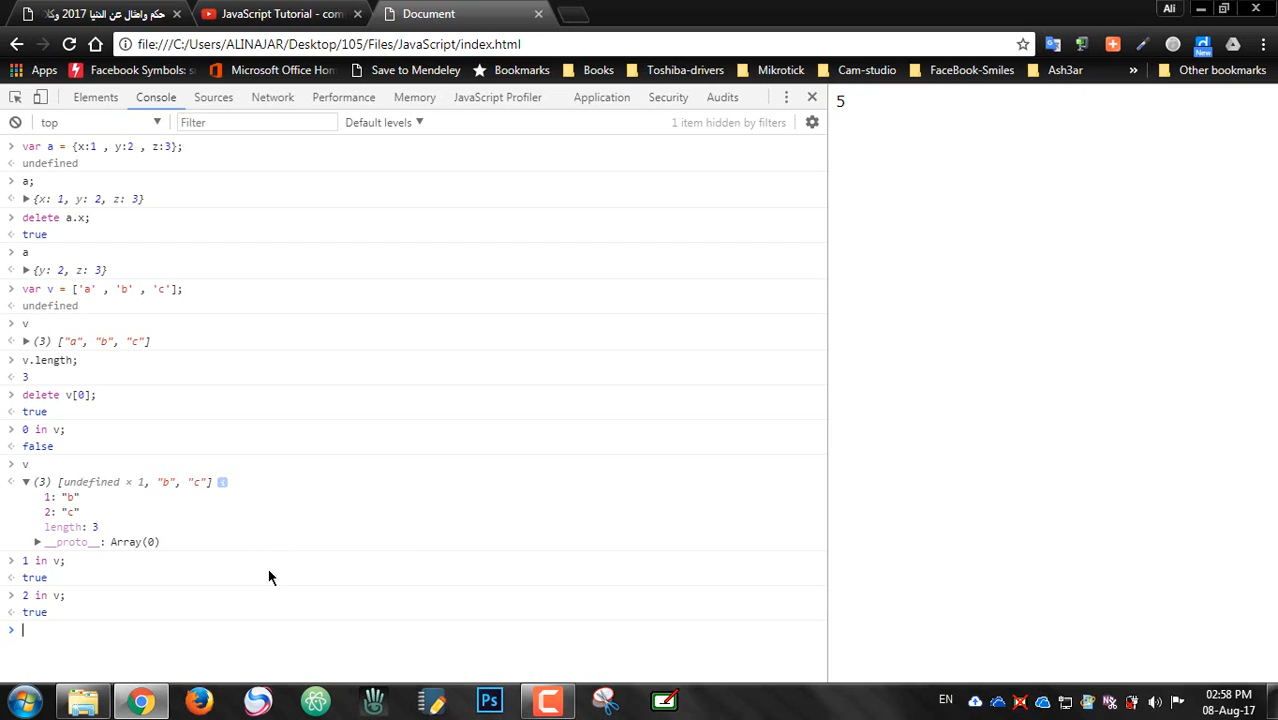 حكم وامثال عن الدنيا 2017 وكا
JavaScript Tutorial - com
Document
Ali
file:///C:/Users/ALINAJAR/Desktop/105/Files/JavaScript/index.html
New
Apps
Facebook Symbols: s
Microsoft Office Hom
Save to Mendeley
Bookmarks
Books
Toshiba-drivers
Mikrotick
Cam-studio
FaceBook-Smiles
Ash3ar
»
Other bookmarks
Elements
Console
Sources
Network
Performance
Memory
JavaScript Profiler
Application
Security
Audits
top
Filter
Default levels
1 item hidden by filters
5
var a = {x:1 , y:2 , z:3};
undefined
a;
{x: 1, y: 2, z: 3}
delete a.x;
true
a
{y: 2, z: 3}
var v = ['a' , 'b' , 'c'];
undefined
v
(3) ["a", "b", "c"]
v.length;
3
delete v[0];
true
0 in v;
false
v
(3) [undefined × 1, "b", "c"]
1: "b"
2: "c"
length: 3
__proto__: Array(0)
1 in v;
true
2 in v;
true
Ps
EN
02:58 PM
08-Aug-17